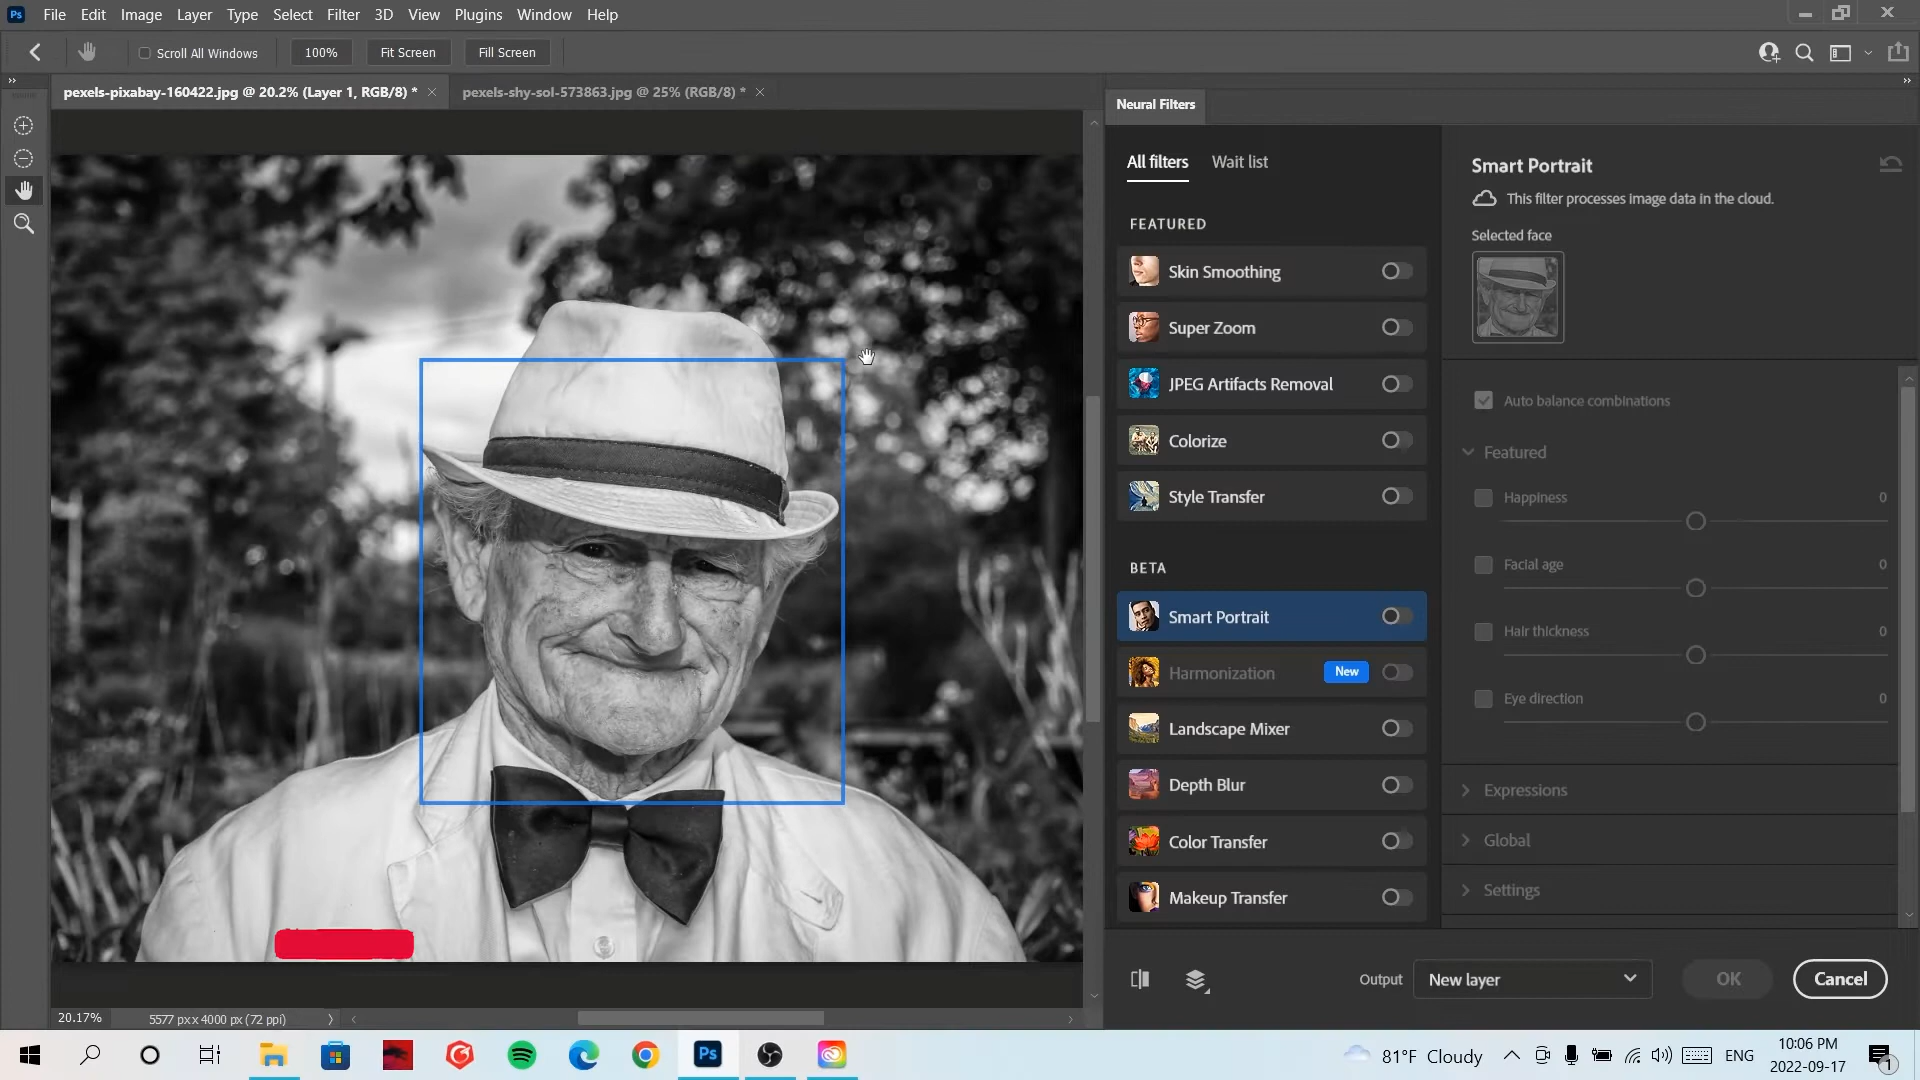 Ps File Edit Image Layer Type Select Filter 3D View Plugins Window Help
Scroll All Windows 100% Fit Screen Fill Screen
pexels-pixabay-160422.jpg @ 20.2% (Layer 1, RGB/8) *
pexels-shy-sol-573863.jpg @ 25% (RGB/8) *
Neural Filters
All filters Wait list
FEATURED
Skin Smoothing
Super Zoom
JPEG Artifacts Removal
Colorize
Style Transfer
BETA
Smart Portrait
Harmonization New
Landscape Mixer
Depth Blur
Color Transfer
Makeup Transfer
Smart Portrait
This filter processes image data in the cloud.
Selected face
Auto balance combinations
Featured
Happiness 0
Facial age 0
Hair thickness 0
Eye direction 0
Expressions
Global
Settings
Output New layer OK Cancel
20.17% 5577 px x 4000 px (72 ppi)
Ps
81°F Cloudy ENG
10:06 PM
2022-09-17
1